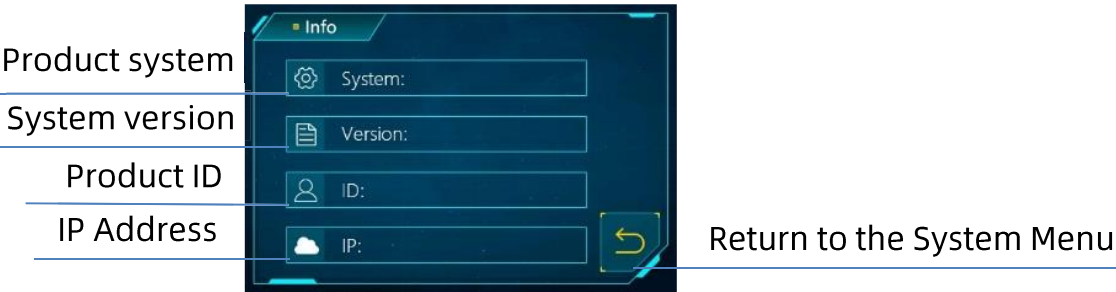 Info
Product system
System:
System version
Version:
Product ID
ID:
IP Address
IP:
Return to the System Menu